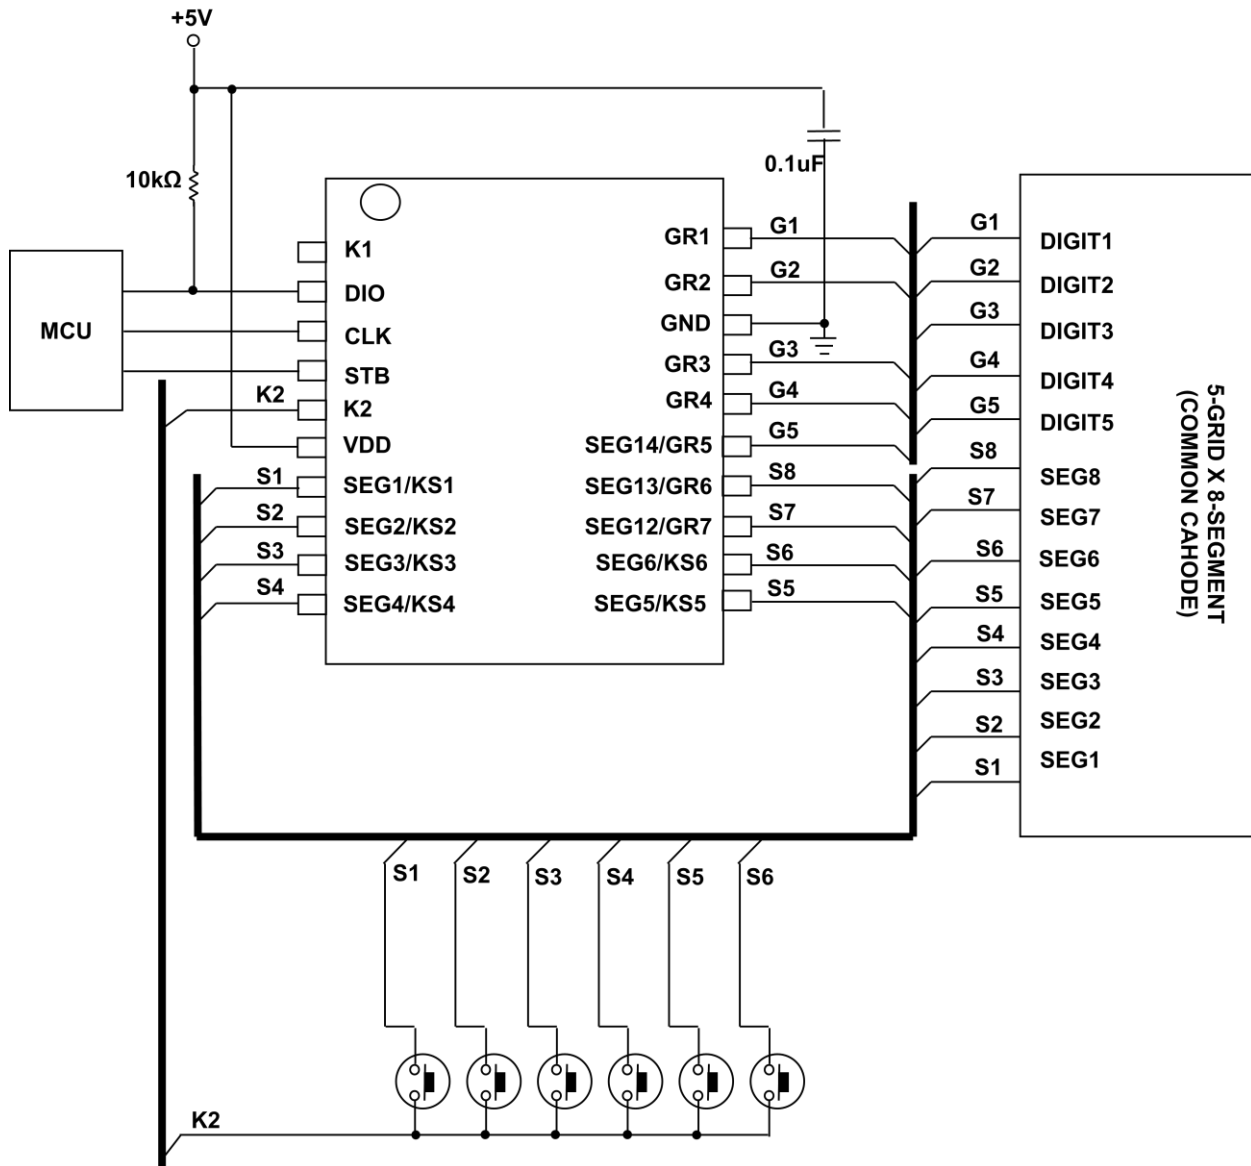 +5V
10kΩ
0.1uF
MCU
K1
DIO
CLK
STB
K2
K2
VDD
S1
SEG1/KS1
S2
SEG2/KS2
S3
SEG3/KS3
S4
SEG4/KS4
GR1
G1
GR2
G2
GND
GR3
G3
GR4
G4
SEG14/GR5
G5
SEG13/GR6
S8
SEG12/GR7
S7
SEG6/KS6
S6
SEG5/KS5
S5
G1
DIGIT1
G2
DIGIT2
G3
DIGIT3
G4
DIGIT4
G5
DIGIT5
S8
SEG8
S7
SEG7
S6
SEG6
S5
SEG5
S4
SEG4
S3
SEG3
S2
SEG2
S1
SEG1
5-GRID X 8-SEGMENT
(COMMON CAHODE)
S1
S2
S3
S4
S5
S6
K2